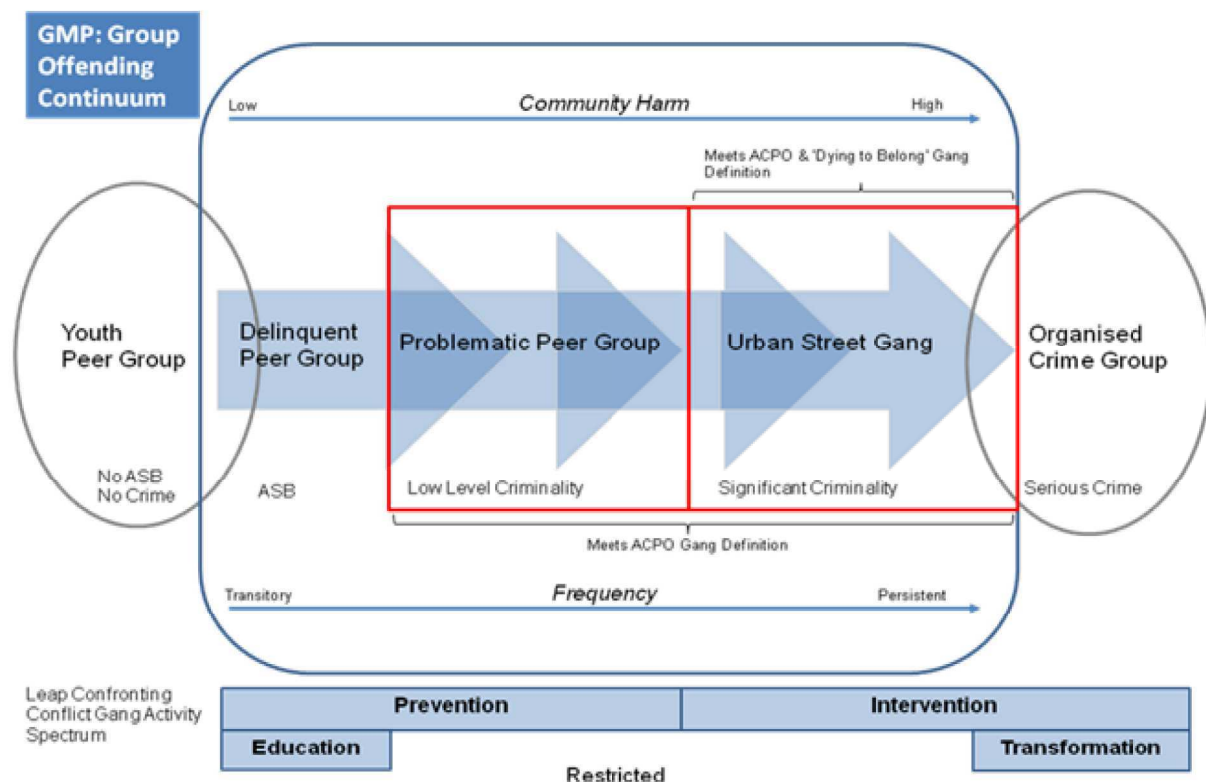 GMP: Group
Offending
Continuum
Low
Community Harm
High
Meets ACPO & 'Dying to Belong' Gang
Definition
Youth
Peer Group
Delinquent
Peer Group
Problematic Peer Group
Urban Street Gang
Organised
Crime Group
No ASB
No Crime
ASB
Low Level Criminality
Significant Criminality
Serious Crime
Meets ACPO Gang Definition
Transitory
Frequency
Persistent
Leap Confronting
Conflict Gang Activity
Spectrum
Prevention
Intervention
Education
Transformation
Restricted